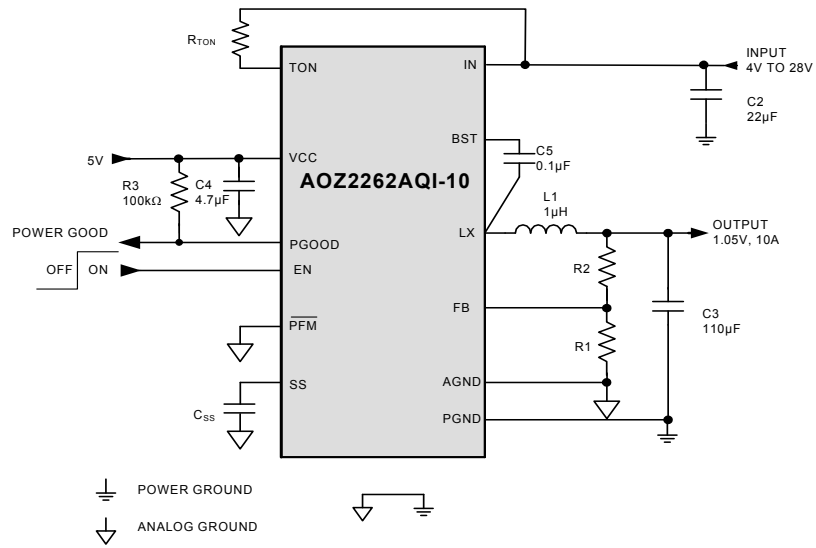 R_TON
TON
IN
INPUT
4V TO 28V
C2
22µF
BST
C5
0.1µF
5V
VCC
AOZ2262AQI-10
R3
100kΩ
C4
4.7µF
L1
1µH
LX
OUTPUT
1.05V, 10A
POWER GOOD
PGOOD
OFF
ON
EN
R2
FB
C3
110µF
PFM
R1
SS
AGND
C_SS
PGND
POWER GROUND
ANALOG GROUND